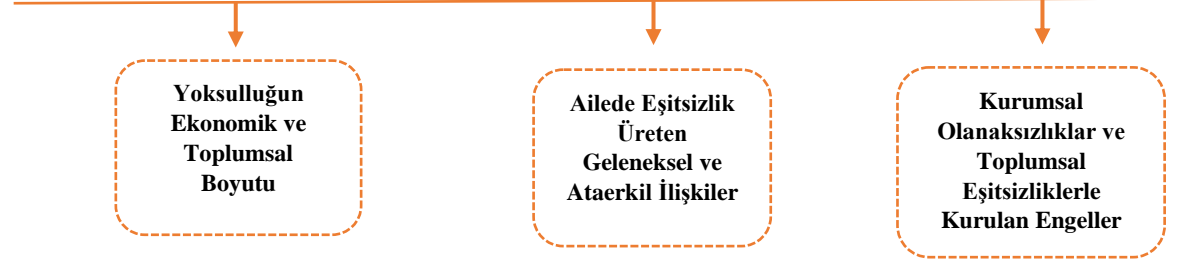 Yoksulluğun
Ekonomik ve
Toplumsal
Boyutu
Ailede Eşitsizlik
Üreten
Geleneksel ve
Ataerkil İlişkiler
Kurumsal
Olanaksızlıklar ve
Toplumsal
Eşitsizliklerle
Kurulan Engeller